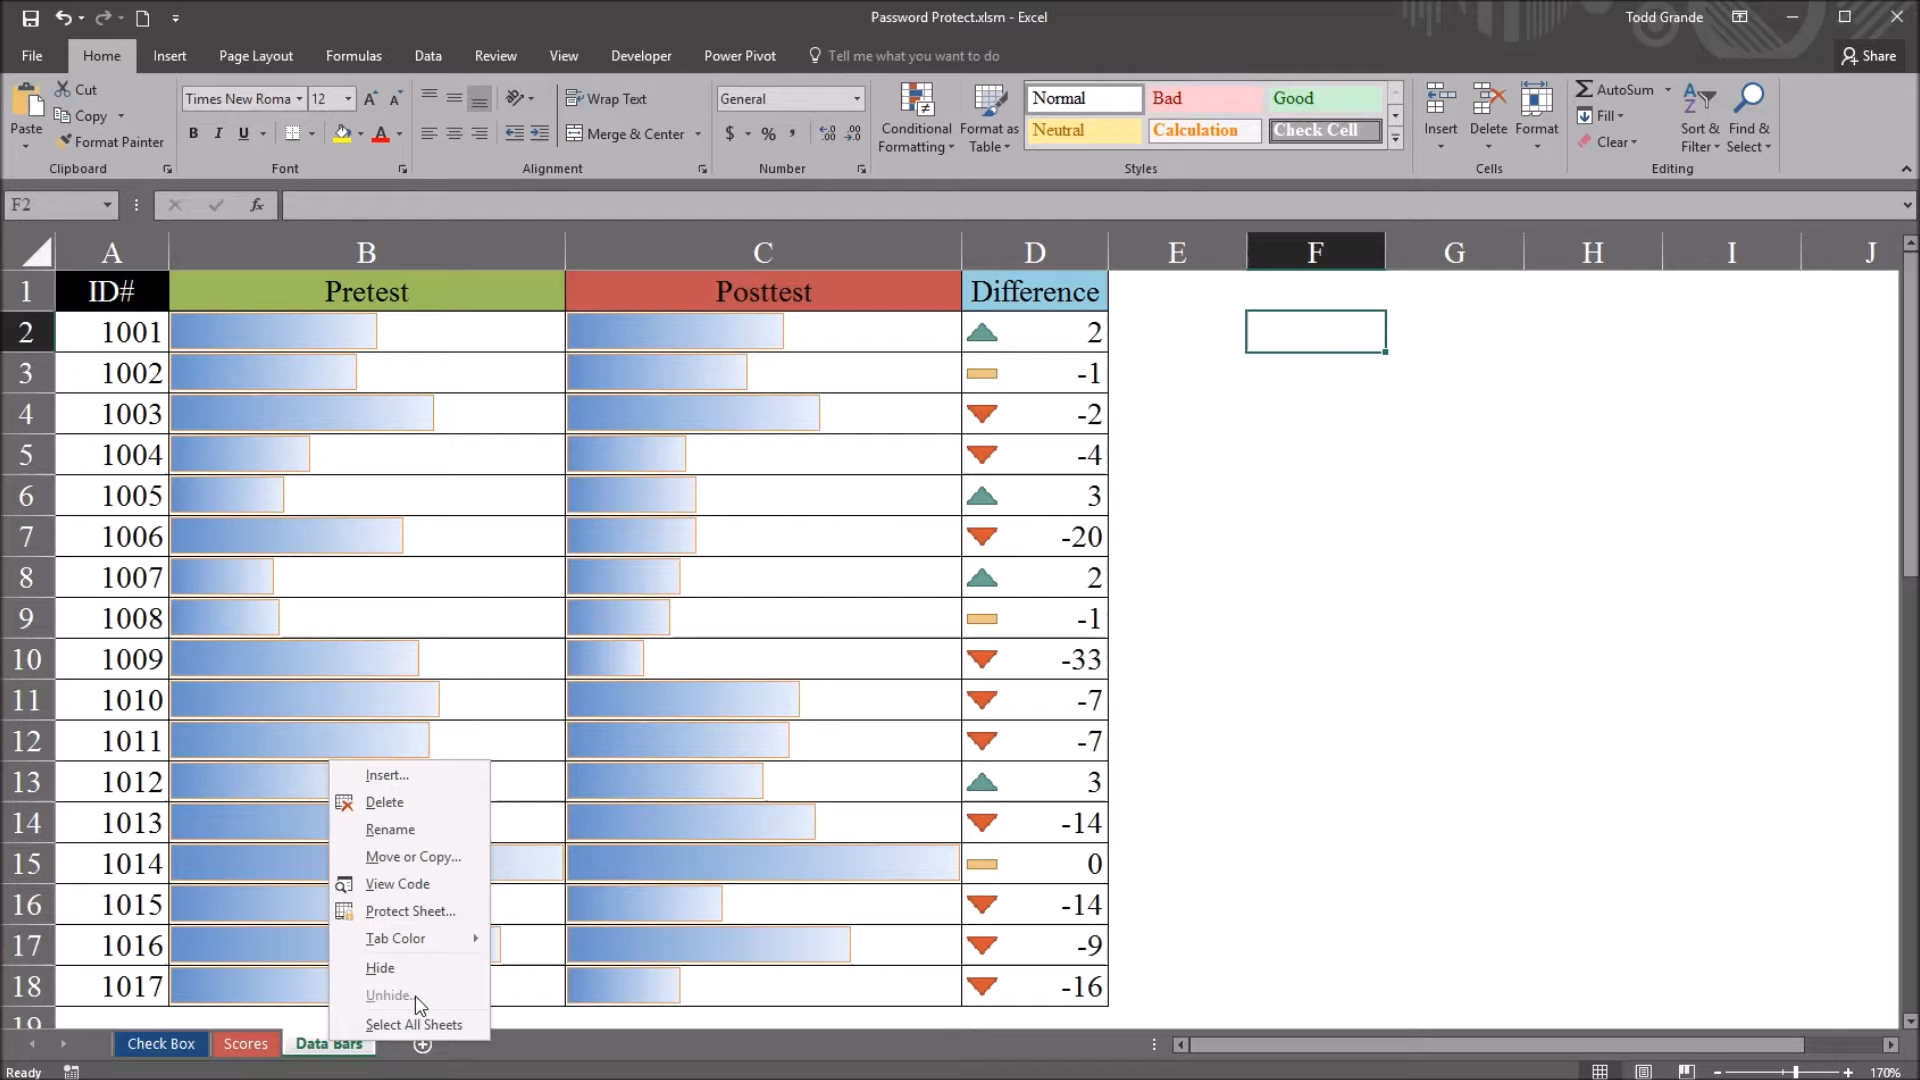 Password Protect.xlsm - Excel
Todd Grande
File Home Insert Page Layout Formulas Data Review View Developer Power Pivot Tell me what you want to do Share
Paste
Cut
Copy
Format Painter
Clipboard
Times New Roma 12
B I U
Font
Wrap Text
Merge & Center
Alignment
General
$ % ,
Number
Conditional Formatting
Format as Table
Normal Bad Good
Neutral Calculation Check Cell
Styles
Insert Delete Format
Cells
AutoSum
Fill
Clear
Sort & Filter
Find & Select
Editing
F2 fx
A B C D E F G H I J
1 ID# Pretest Posttest Difference
2 1001 2
3 1002 -1
4 1003 -2
5 1004 -4
6 1005 3
7 1006 -20
8 1007 2
9 1008 -1
10 1009 -33
11 1010 -7
12 1011 -7
13 1012 3
14 1013 -14
15 1014 0
16 1015 -14
17 1016 -9
18 1017 -16
19
Insert...
Delete
Rename
Move or Copy...
View Code
Protect Sheet...
Tab Color
Hide
Unhide...
Select All Sheets
Check Box Scores Data Bars
Ready 170%